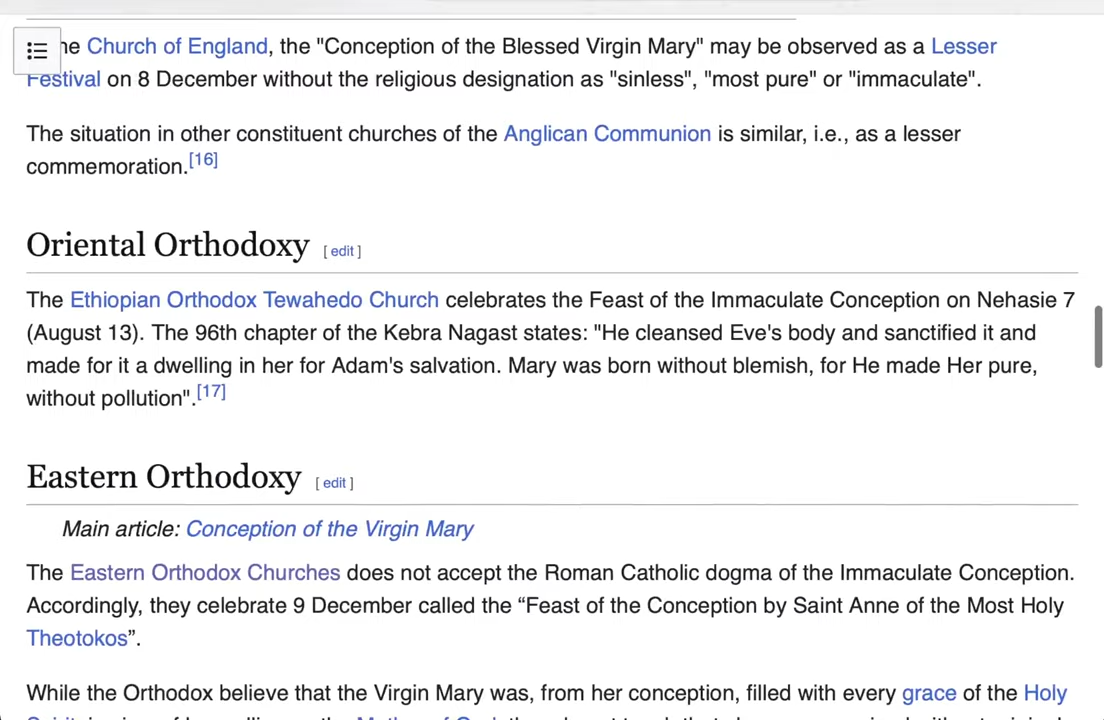 he Church of England, the "Conception of the Blessed Virgin Mary" may be observed as a Lesser
Festival on 8 December without the religious designation as "sinless", "most pure" or "immaculate".
The situation in other constituent churches of the Anglican Communion is similar, i.e., as a lesser
commemoration.[16]
Oriental Orthodoxy [ edit ]
The Ethiopian Orthodox Tewahedo Church celebrates the Feast of the Immaculate Conception on Nehasie 7
(August 13). The 96th chapter of the Kebra Nagast states: "He cleansed Eve's body and sanctified it and
made for it a dwelling in her for Adam's salvation. Mary was born without blemish, for He made Her pure,
without pollution".[17]
Eastern Orthodoxy [ edit ]
Main article: Conception of the Virgin Mary
The Eastern Orthodox Churches does not accept the Roman Catholic dogma of the Immaculate Conception.
Accordingly, they celebrate 9 December called the “Feast of the Conception by Saint Anne of the Most Holy
Theotokos”.
While the Orthodox believe that the Virgin Mary was, from her conception, filled with every grace of the Holy